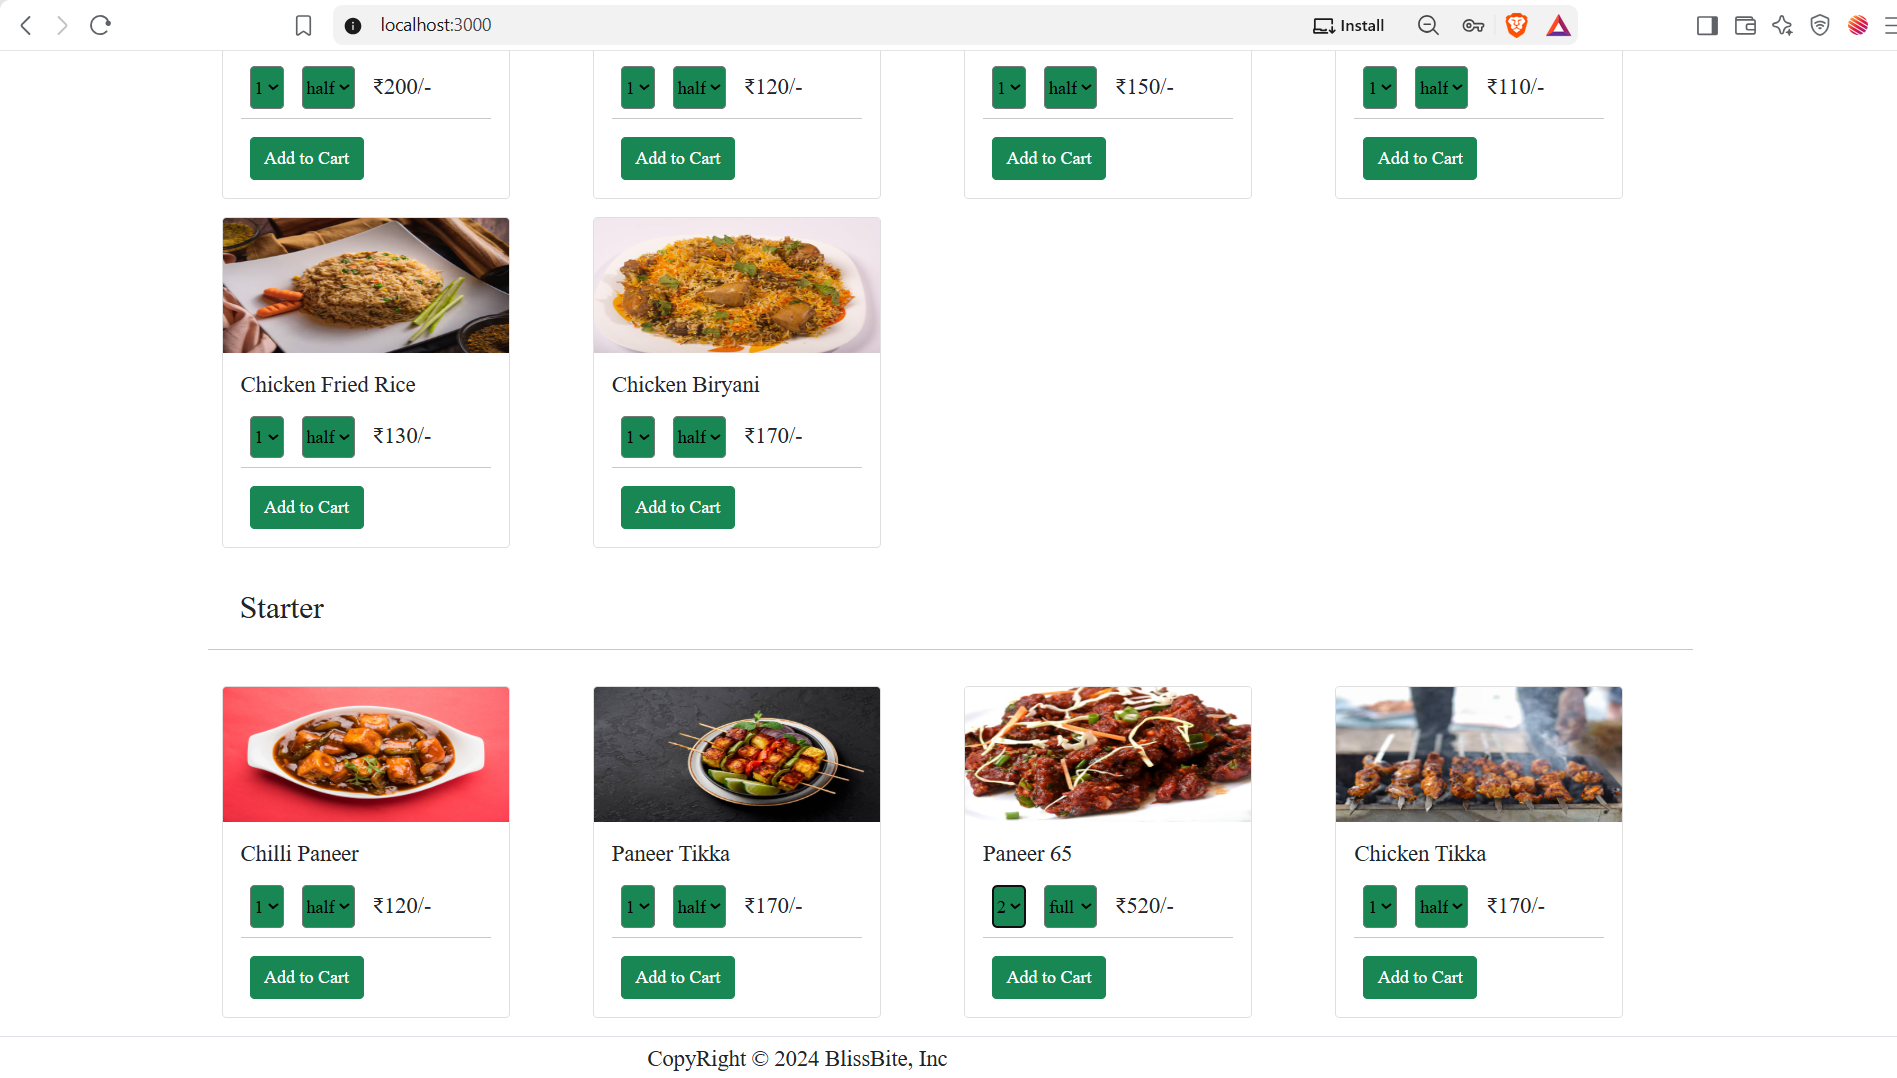 localhost:3000
Install
1 half ₹200/-
1 half ₹120/-
1 half ₹150/-
1 half ₹110/-
Add to Cart
Add to Cart
Add to Cart
Add to Cart
Chicken Fried Rice
Chicken Biryani
1 half ₹130/-
1 half ₹170/-
Add to Cart
Add to Cart
Starter
Chilli Paneer
Paneer Tikka
Paneer 65
Chicken Tikka
1 half ₹120/-
1 half ₹170/-
2 full ₹520/-
1 half ₹170/-
Add to Cart
Add to Cart
Add to Cart
Add to Cart
CopyRight © 2024 BlissBite, Inc